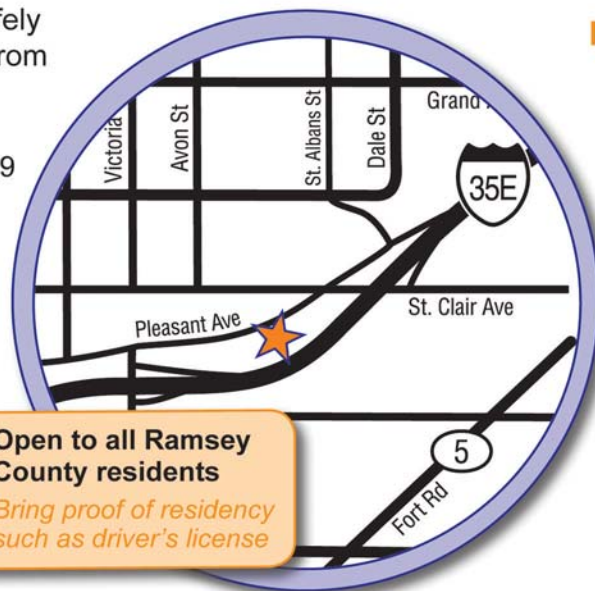 rom
9
Grand
Victoria
Avon St
St. Albans St
Dale St
35E
St. Clair Ave
Pleasant Ave
Open to all Ramsey
County residents
Bring proof of residency
such as driver's license
5
Fort Rd